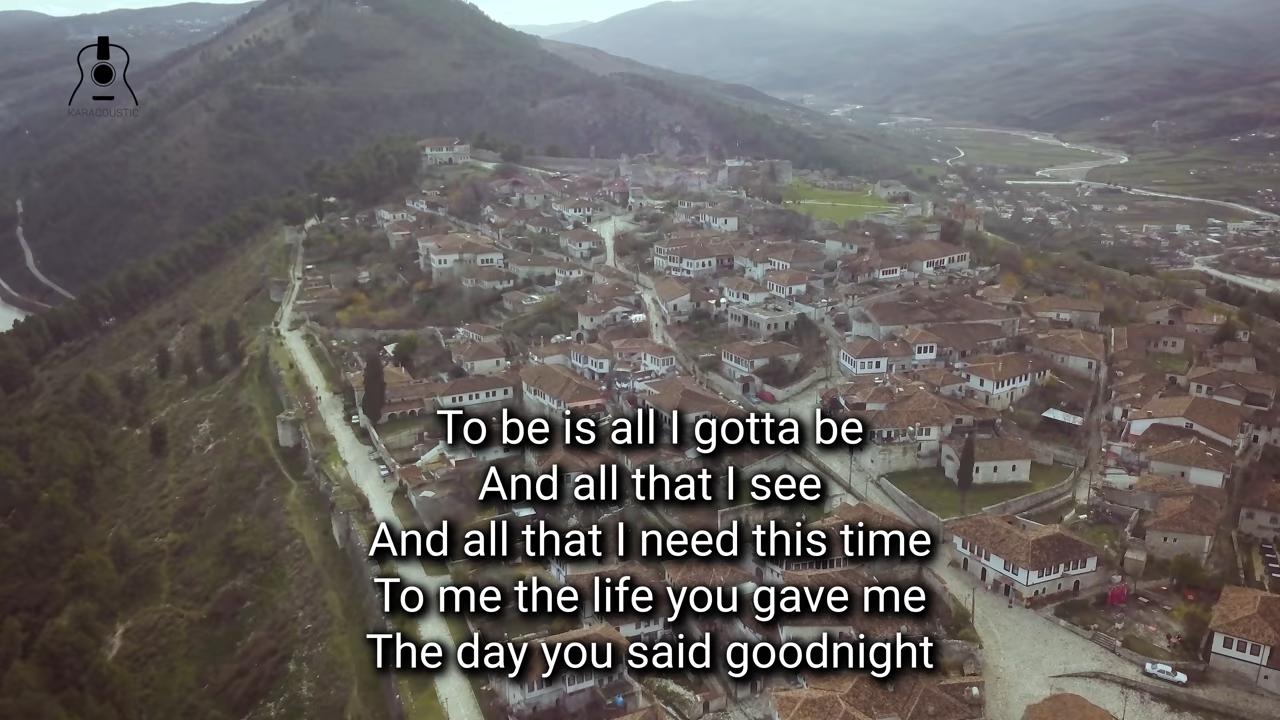 KARACOUSTIC
To be is all I gotta be
And all that I see
And all that I need this time
To me the life you gave me
The day you said goodnight